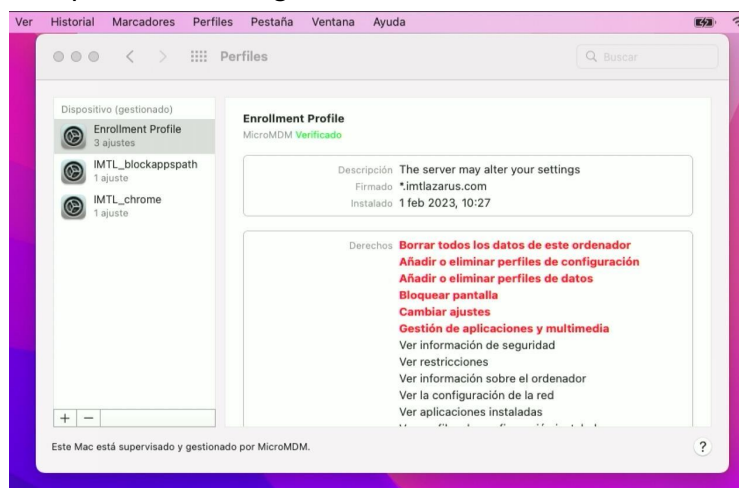 Ver Historial Marcadores Perfiles Pestaña Ventana Ayuda
Perfiles
Buscar
Dispositivo (gestionado)
Enrollment Profile
3 ajustes
IMTL_blockappspath
1 ajuste
IMTL_chrome
1 ajuste
Enrollment Profile
MicroMDM Verificado
Descripción The server may alter your settings
Firmado *.imtlazarus.com
Instalado 1 feb 2023, 10:27
Derechos Borrar todos los datos de este ordenador
Añadir o eliminar perfiles de configuración
Añadir o eliminar perfiles de datos
Bloquear pantalla
Cambiar ajustes
Gestión de aplicaciones y multimedia
Ver información de seguridad
Ver restricciones
Ver información sobre el ordenador
Ver la configuración de la red
Ver aplicaciones instaladas
+ −
Este Mac está supervisado y gestionado por MicroMDM.
?